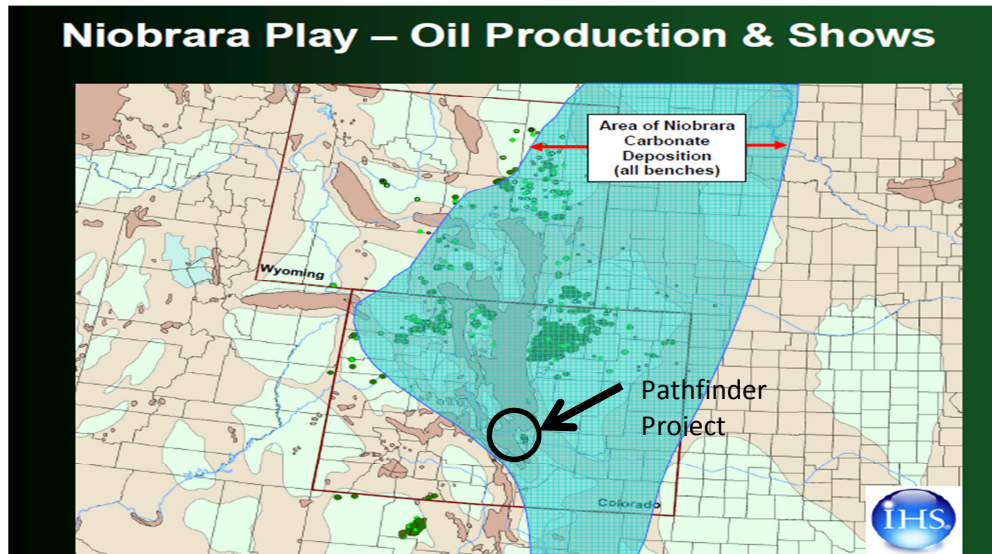 Niobrara Play – Oil Production & Shows
Area of Niobrara
Carbonate
Deposition
(all benches)
Wyoming
Pathfinder
Project
Colorado
IHS